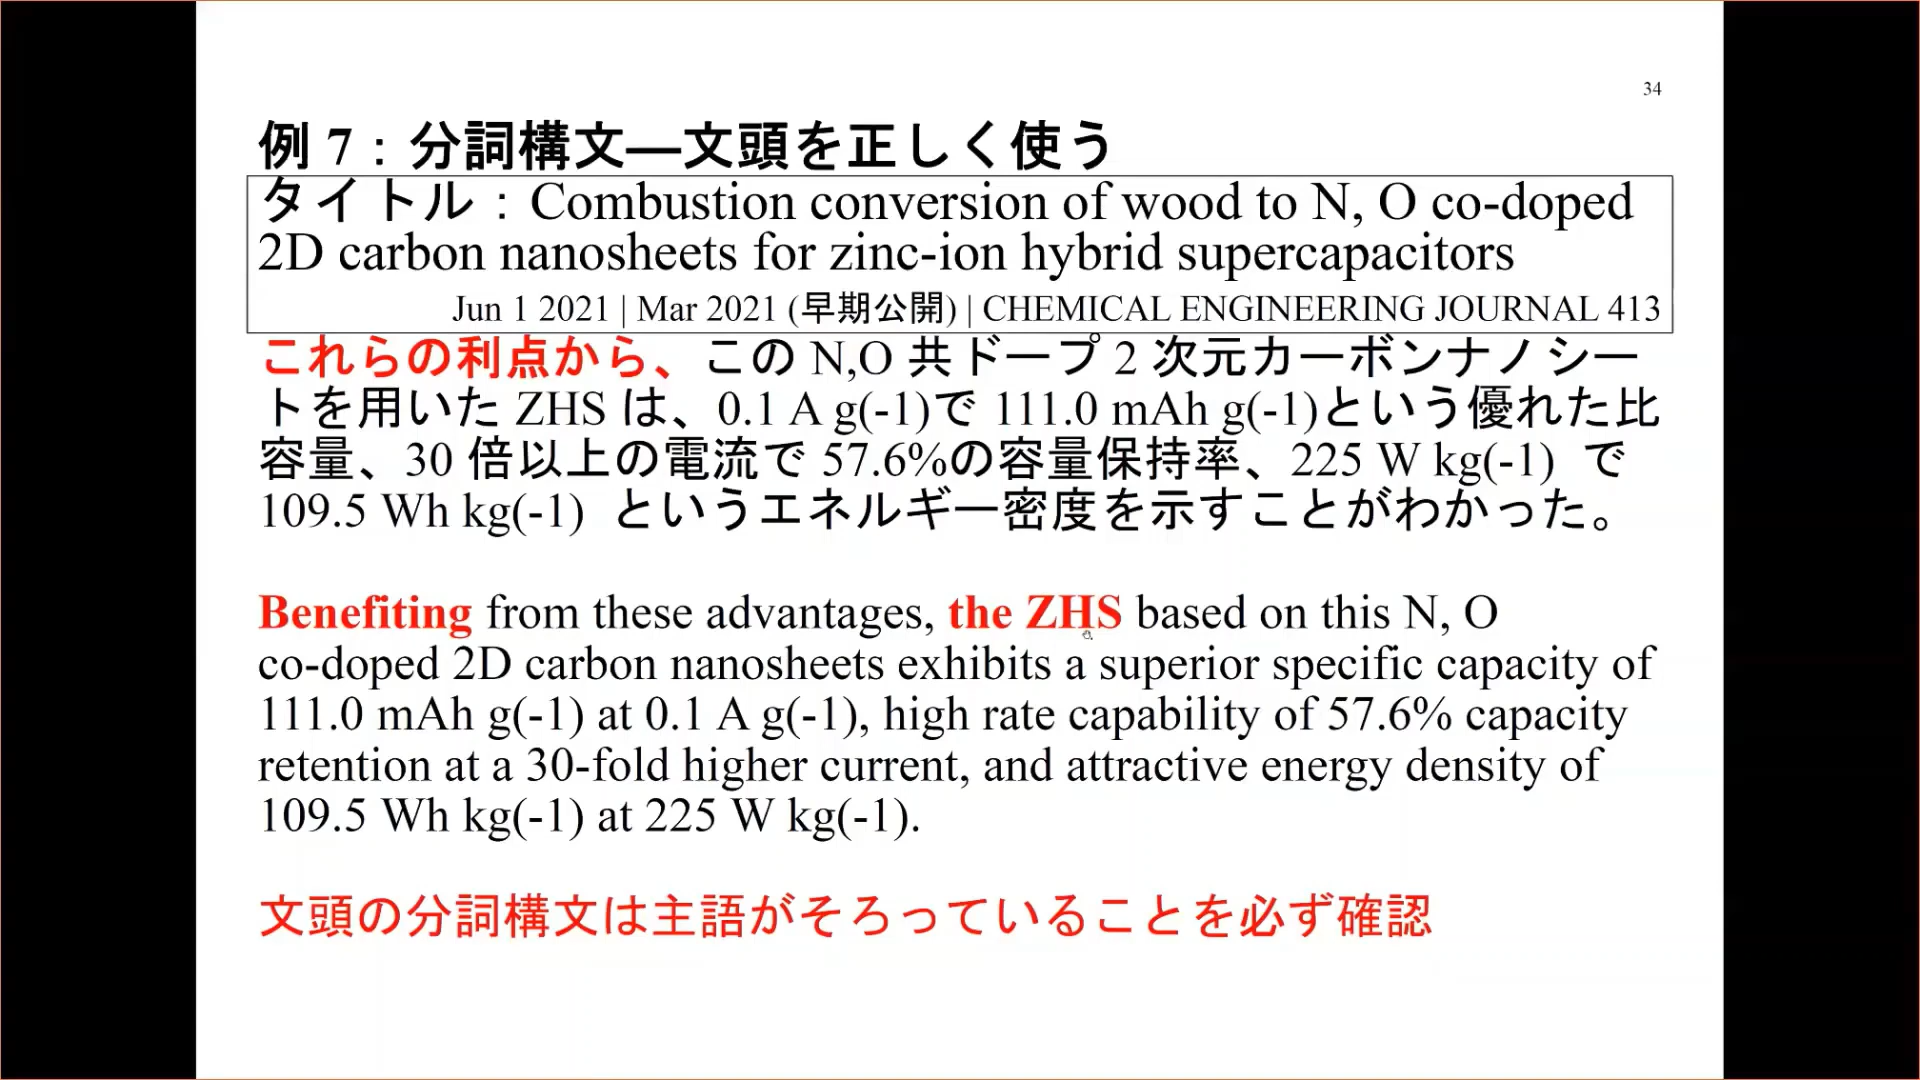 34
例 7：分詞構文―文頭を正しく使う
タイトル：Combustion conversion of wood to N, O co-doped
2D carbon nanosheets for zinc-ion hybrid supercapacitors
Jun 1 2021 | Mar 2021 (早期公開) | CHEMICAL ENGINEERING JOURNAL 413
これらの利点から、この N,O 共ドープ 2 次元カーボンナノシー
トを用いた ZHS は、0.1 A g(-1)で 111.0 mAh g(-1)という優れた比
容量、30 倍以上の電流で 57.6%の容量保持率、225 W kg(-1) で
109.5 Wh kg(-1) というエネルギー密度を示すことがわかった。
Benefiting from these advantages, the ZHS based on this N, O
co-doped 2D carbon nanosheets exhibits a superior specific capacity of
111.0 mAh g(-1) at 0.1 A g(-1), high rate capability of 57.6% capacity
retention at a 30-fold higher current, and attractive energy density of
109.5 Wh kg(-1) at 225 W kg(-1).
文頭の分詞構文は主語がそろっていることを必ず確認